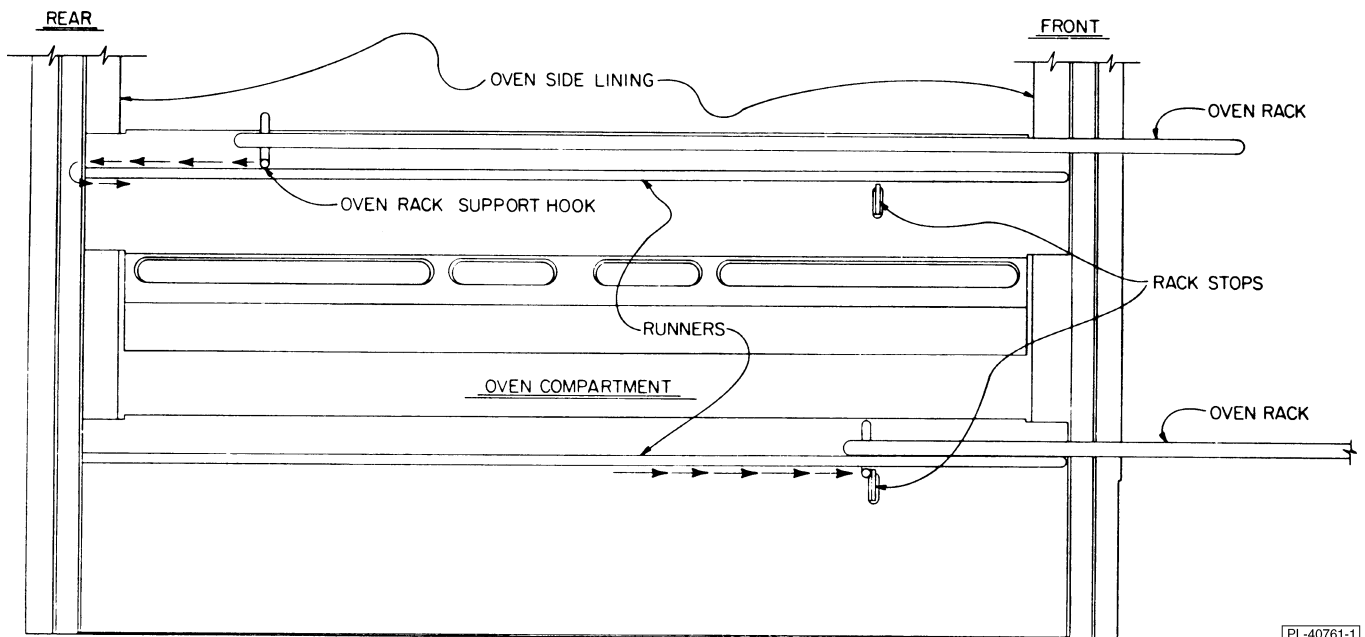 REAR
FRONT
OVEN SIDE LINING
OVEN RACK
OVEN RACK SUPPORT HOOK
RACK STOPS
RUNNERS
OVEN COMPARTMENT
OVEN RACK
PL-40761-1